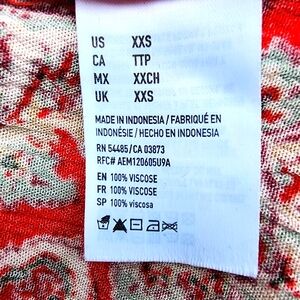 US XXS
CA TTP
MX XXCH
UK XXS
MADE IN INDONESIA / FABRIQUÉ EN
INDONÉSIE / HECHO EN INDONESIA
RN 54485/CA 03873
RFC# AEM120605U9A
EN 100% VISCOSE
FR 100% VISCOSE
SP 100% viscosa